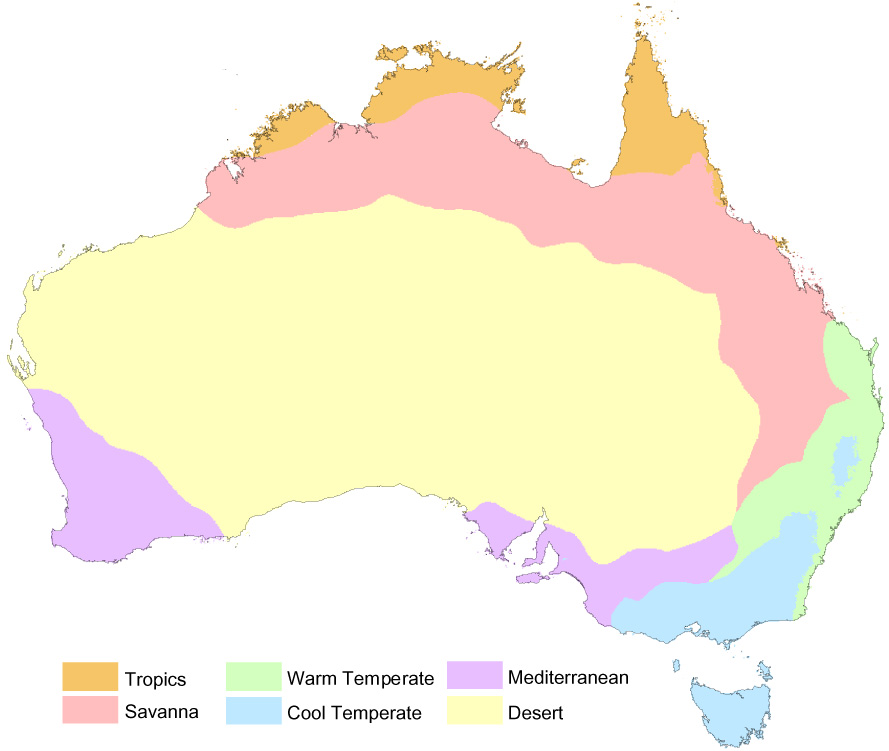 Tropics
Warm Temperate
Mediterranean
Savanna
Cool Temperate
Desert